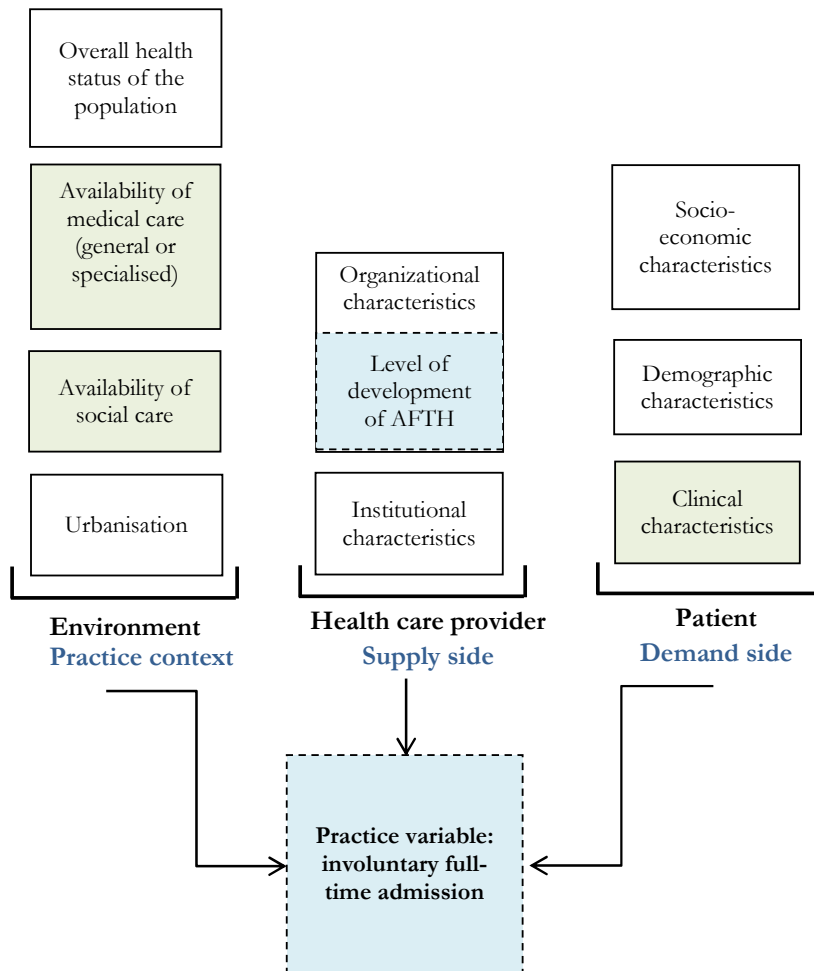 Overall health
status of the
population
Availability of
medical care
(general or
specialised)
Availability of
social care
Urbanisation
Environment
Practice context
Organizational
characteristics
Level of
development
of AFTH
Institutional
characteristics
Health care provider
Supply side
Socio-
economic
characteristics
Demographic
characteristics
Clinical
characteristics
Patient
Demand side
Practice variable:
involuntary full-
time admission